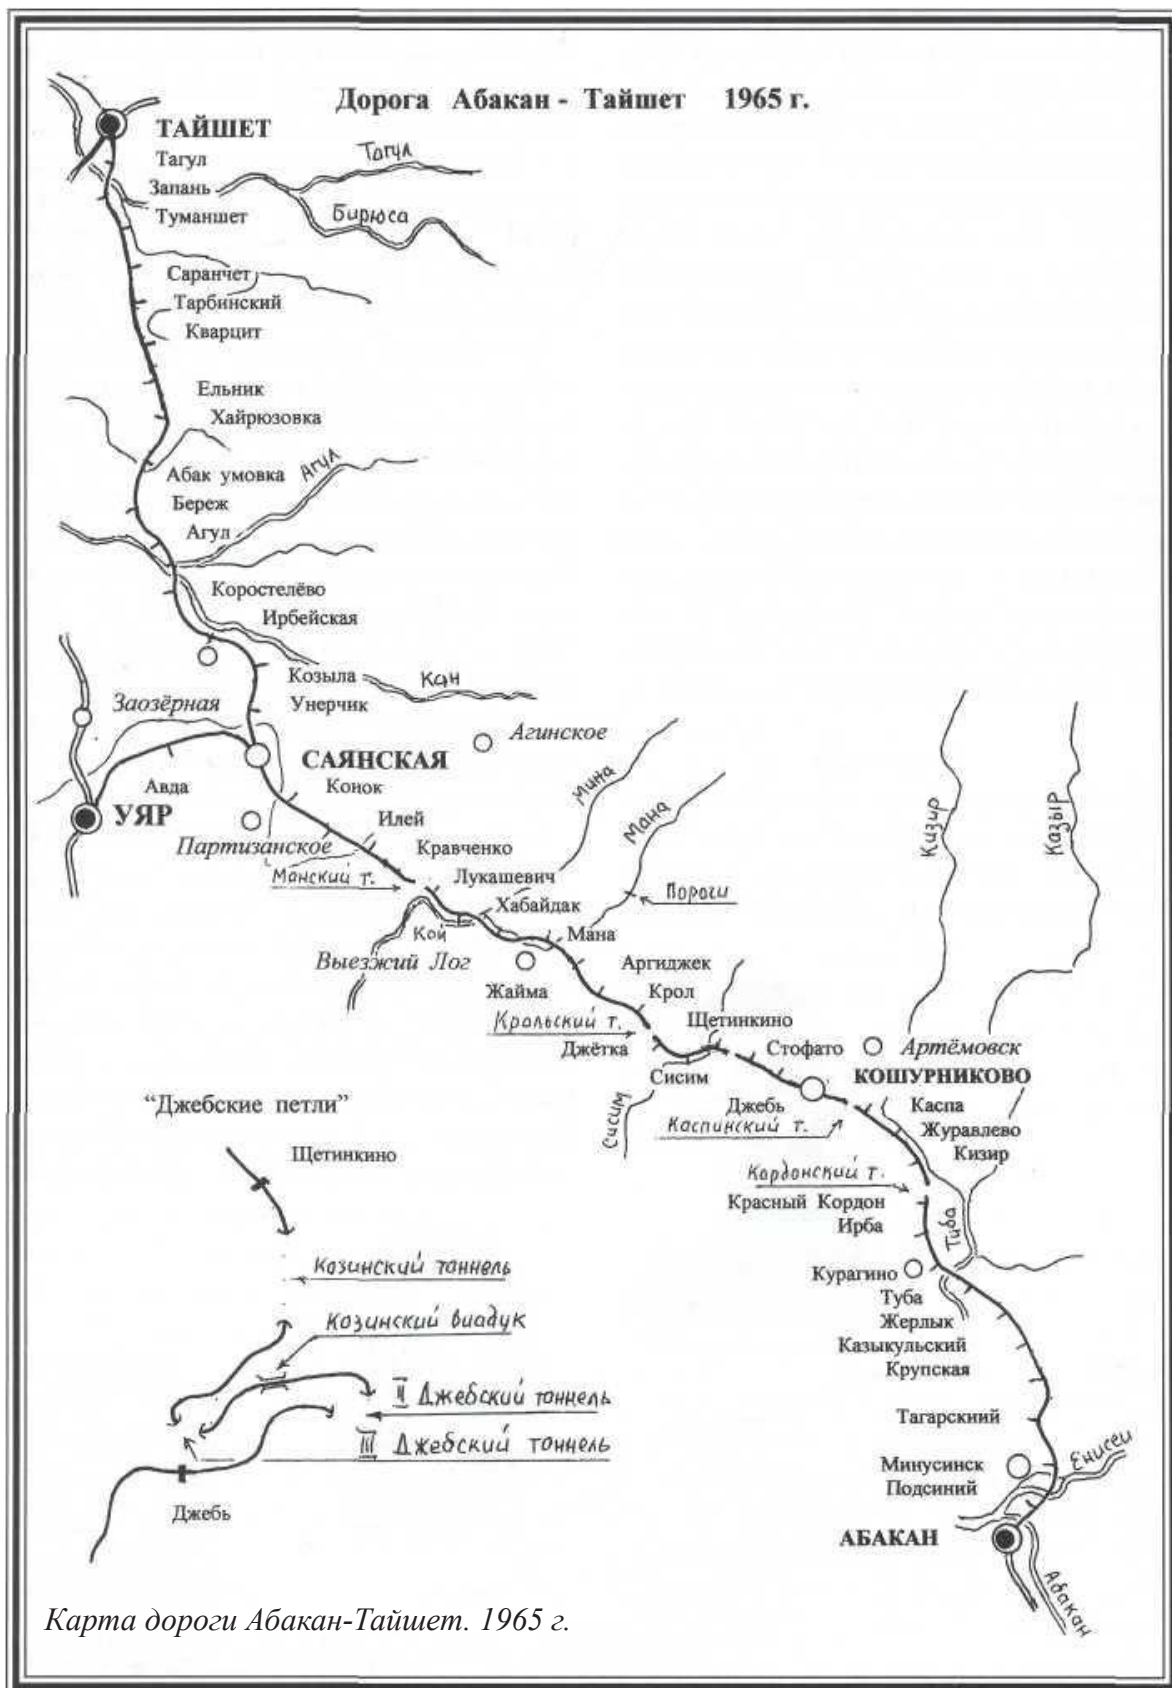 Дорога Абакан - Тайшет 1965 г.
ТАЙШЕТ
Тагул
Тагул
Запань
Туманшет
Бирюса
Саранчет
Тарбинский
Кварцит
Ельник
Хайрюзовка
Абак умовка
Агул
Береж
Агул
Коростелёво
Ирбейская
Козыла
Кан
Унерчик
Заозёрная
Агинское
САЯНСКАЯ
Авда
Конок
УЯР
Илей
Партизанское
Кравченко
Манский т.
Лукашевич
Хабайдак
Мина
Мана
Пороги
Кизир
Казыр
Кой
Мана
Выезжий Лог
Аргиджек
Жайма
Крол
Крольский т.
Щетинкино
Джётка
Стофато
Артёмовск
Сисим
КОШУРНИКОВО
Сисим
Джебь
Каспа
Каспинский т.
Журавлево
Кизир
Кордонский т.
Красный Кордон
Ирба
Туба
Курагино
Туба
Жерлык
Казыкульский
Крупская
Тагарскиий
Минусинск
Енисеи
Подсиний
АБАКАН
Абакан
“Джебские петли”
Щетинкино
Козинский тоннель
Козинский виадук
II Джебский тоннель
III Джебский тоннель
Джебь
Карта дороги Абакан-Тайшет. 1965 г.